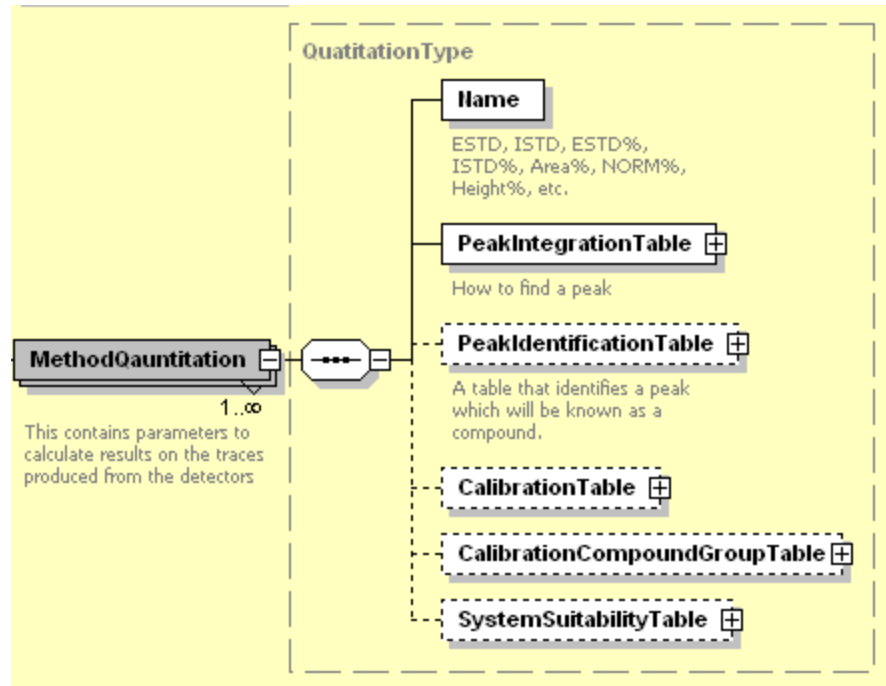 QuatitationType
Name
ESTD, ISTD, ESTD%,
ISTD%, Area%, NORM%,
Height%, etc.
PeakIntegrationTable
How to find a peak
MethodQauntitation
1..∞
This contains parameters to
calculate results on the traces
produced from the detectors
PeakIdentificationTable
A table that identifies a peak
which will be known as a
compound.
CalibrationTable
CalibrationCompoundGroupTable
SystemSuitabilityTable